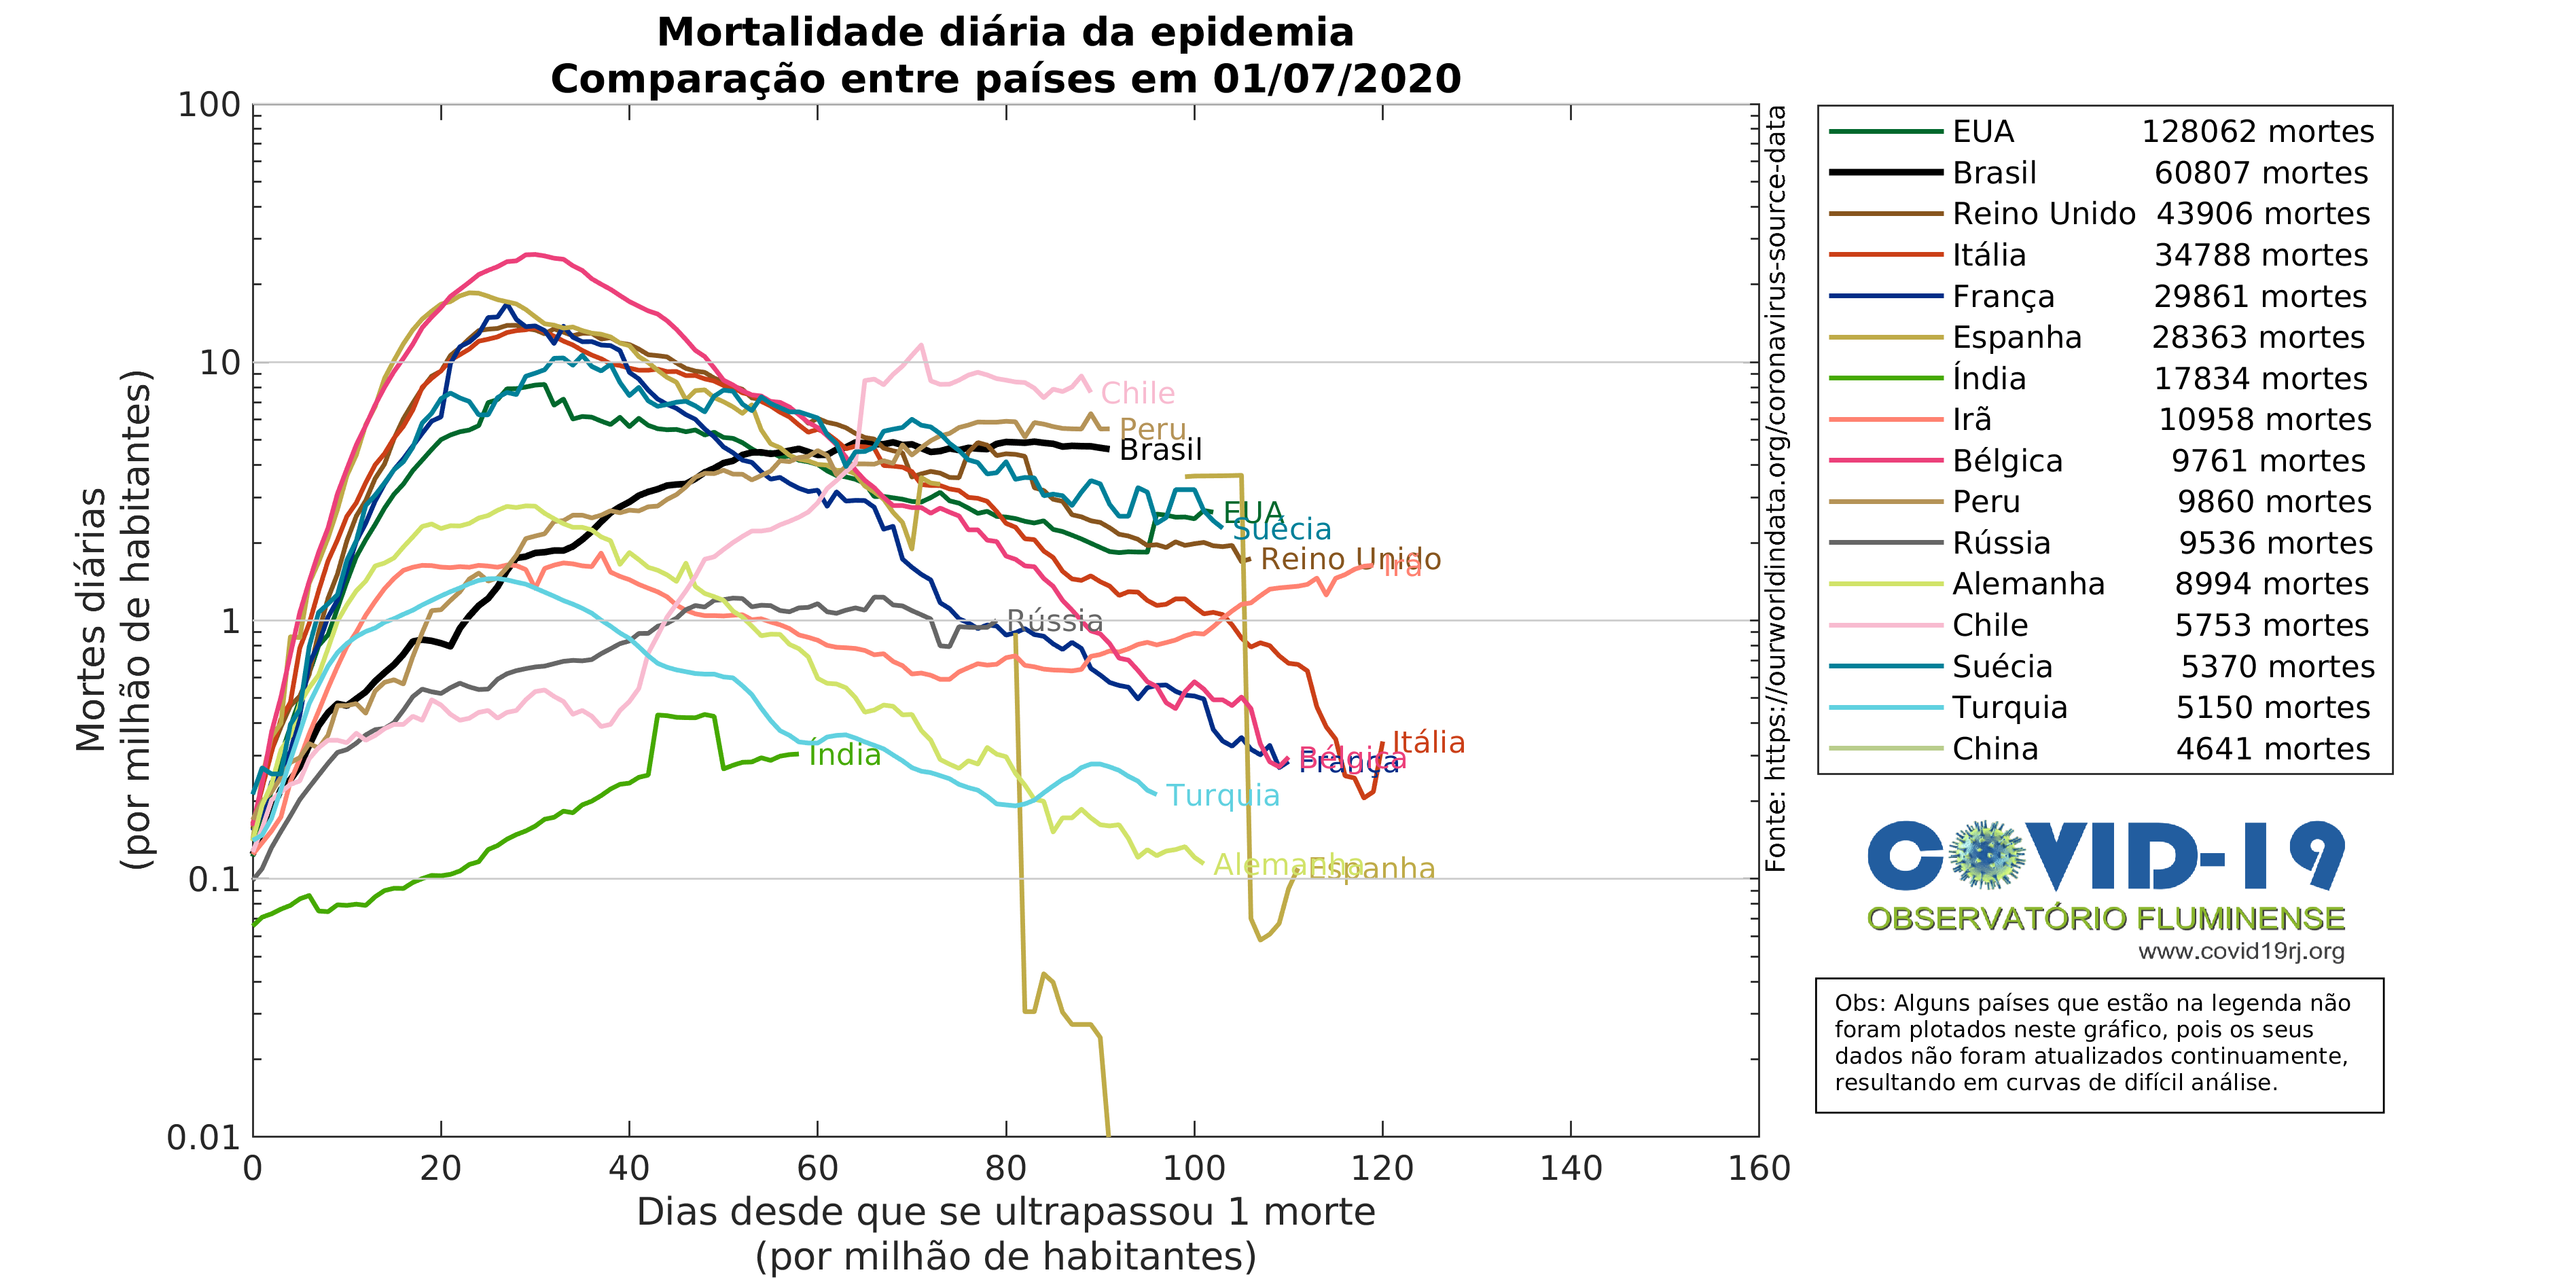 Mortalidade diária da epidemia
Comparação entre países em 01/07/2020
Mortes diárias
(por milhão de habitantes)
100
10
1
0.1
0.01
0
20
40
60
80
100
120
140
160
Dias desde que se ultrapassou 1 morte
(por milhão de habitantes)
Chile
Peru
Brasil
EUA
Suécia
Reino Unido
Irã
Rússia
Itália
Bélgica
França
Índia
Turquia
Alemanha
Espanha
Fonte: https://ourworldindata.org/coronavirus-source-data
EUA 128062 mortes
Brasil 60807 mortes
Reino Unido 43906 mortes
Itália 34788 mortes
França 29861 mortes
Espanha 28363 mortes
Índia 17834 mortes
Irã 10958 mortes
Bélgica 9761 mortes
Peru 9860 mortes
Rússia 9536 mortes
Alemanha 8994 mortes
Chile 5753 mortes
Suécia 5370 mortes
Turquia 5150 mortes
China 4641 mortes
COVID-19
OBSERVATÓRIO FLUMINENSE
www.covid19rj.org
Obs: Alguns países que estão na legenda não
foram plotados neste gráfico, pois os seus
dados não foram atualizados continuamente,
resultando em curvas de difícil análise.